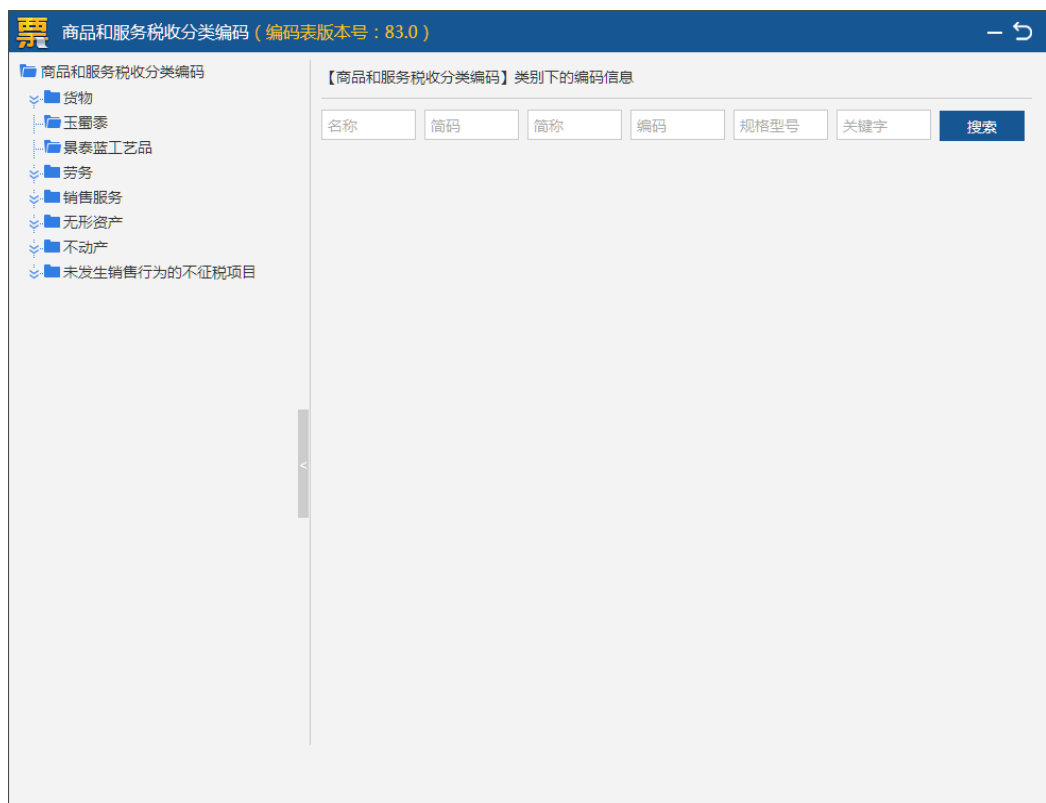 票 商品和服务税收分类编码（编码表版本号：83.0）
商品和服务税收分类编码
货物
玉蜀黍
景泰蓝工艺品
劳务
销售服务
无形资产
不动产
未发生销售行为的不征税项目
【商品和服务税收分类编码】类别下的编码信息
名称 简码 简称 编码 规格型号 关键字 搜索
<